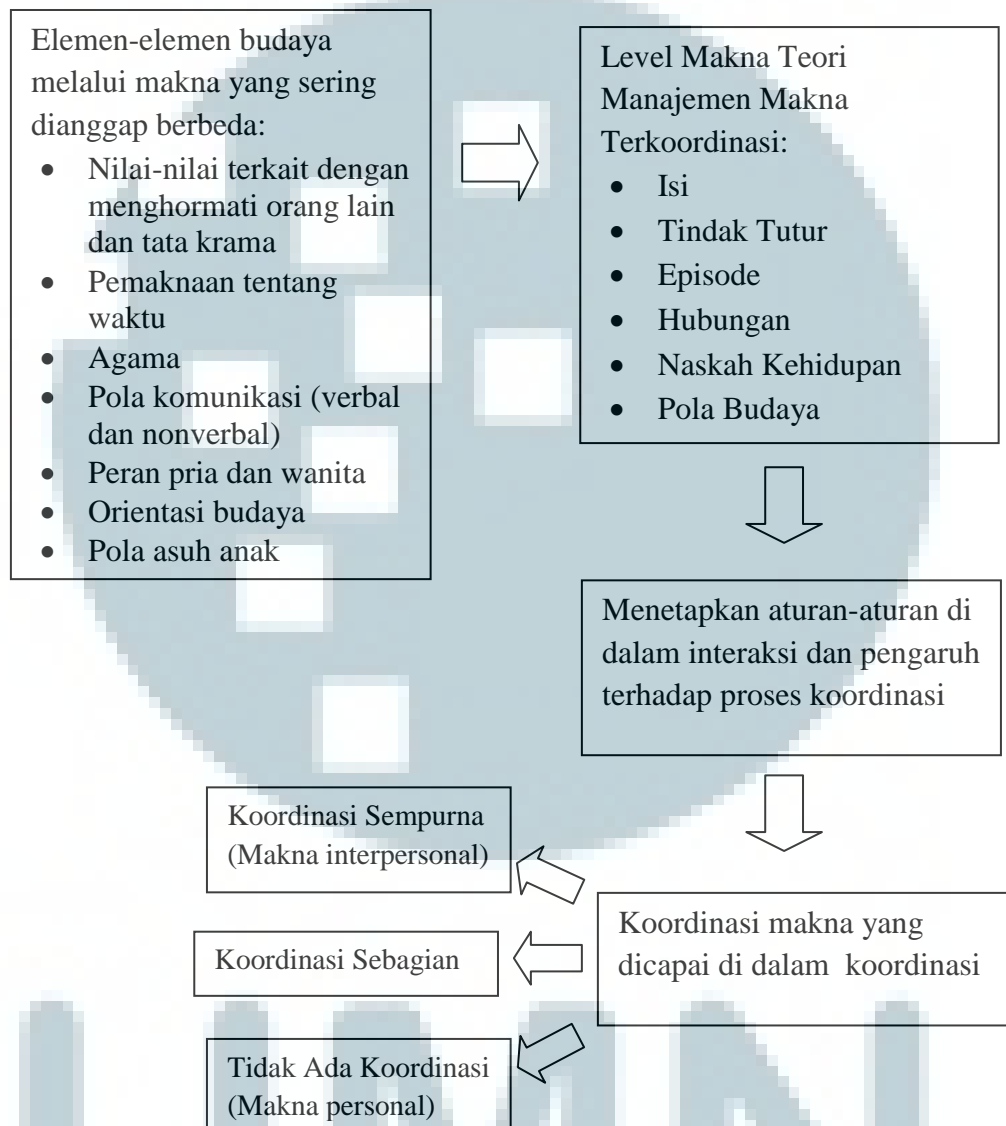 Elemen-elemen budaya
melalui makna yang sering
dianggap berbeda:
• Nilai-nilai terkait dengan
menghormati orang lain
dan tata krama
• Pemaknaan tentang
waktu
• Agama
• Pola komunikasi (verbal
dan nonverbal)
• Peran pria dan wanita
• Orientasi budaya
• Pola asuh anak
Level Makna Teori
Manajemen Makna
Terkoordinasi:
• Isi
• Tindak Tutur
• Episode
• Hubungan
• Naskah Kehidupan
• Pola Budaya
Menetapkan aturan-aturan di
dalam interaksi dan pengaruh
terhadap proses koordinasi
Koordinasi makna yang
dicapai di dalam koordinasi
Koordinasi Sempurna
(Makna interpersonal)
Koordinasi Sebagian
Tidak Ada Koordinasi
(Makna personal)